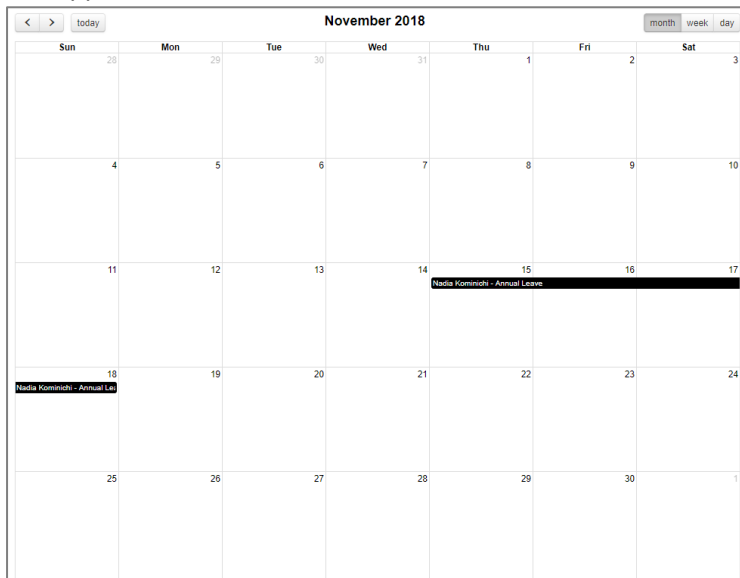 today November 2018 month week day
Sun Mon Tue Wed Thu Fri Sat
28 29 30 31 1 2 3
4 5 6 7 8 9 10
11 12 13 14 15 16 17
Nadia Kominichi - Annual Leave
18 19 20 21 22 23 24
Nadia Kominichi - Annual Lea
25 26 27 28 29 30 1